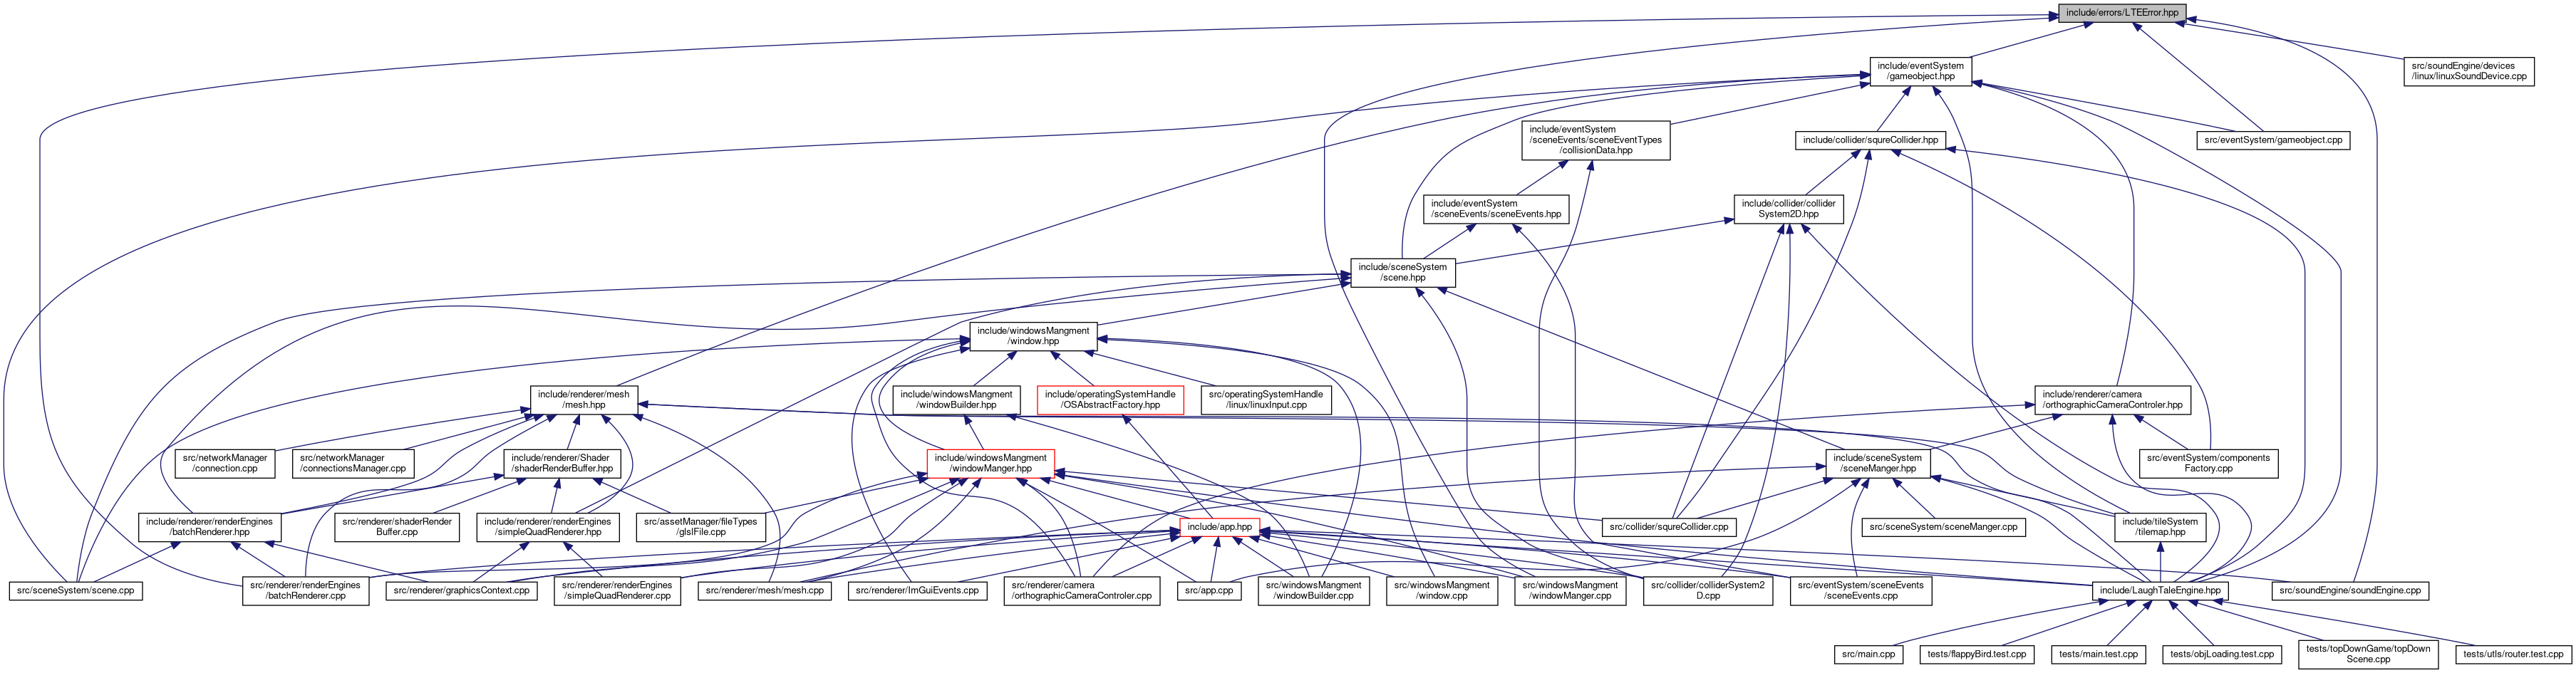 include/errors/LTEError.hpp
include/eventSystem
/gameobject.hpp
src/soundEngine/devices
/linux/linuxSoundDevice.cpp
include/eventSystem
/sceneEvents/sceneEventTypes
/collisionData.hpp
include/collider/squreCollider.hpp
src/eventSystem/gameobject.cpp
include/eventSystem
/sceneEvents/sceneEvents.hpp
include/collider/collider
System2D.hpp
include/sceneSystem
/scene.hpp
include/windowsMangment
/window.hpp
include/renderer/mesh
/mesh.hpp
include/windowsMangment
/windowBuilder.hpp
include/operatingSystemHandle
/OSAbstractFactory.hpp
src/operatingSystemHandle
/linux/linuxInput.cpp
include/renderer/camera
/orthographicCameraControler.hpp
src/networkManager
/connection.cpp
src/networkManager
/connectionsManager.cpp
include/renderer/Shader
/shaderRenderBuffer.hpp
include/windowsMangment
/windowManger.hpp
include/sceneSystem
/sceneManger.hpp
src/eventSystem/components
Factory.cpp
include/renderer/renderEngines
/batchRenderer.hpp
src/renderer/shaderRender
Buffer.cpp
include/renderer/renderEngines
/simpleQuadRenderer.hpp
src/assetManager/fileTypes
/glslFile.cpp
include/app.hpp
src/collider/squreCollider.cpp
src/sceneSystem/sceneManger.cpp
include/tileSystem
/tilemap.hpp
src/sceneSystem/scene.cpp
src/renderer/renderEngines
/batchRenderer.cpp
src/renderer/graphicsContext.cpp
src/renderer/renderEngines
/simpleQuadRenderer.cpp
src/renderer/mesh/mesh.cpp
src/renderer/ImGuiEvents.cpp
src/renderer/camera
/orthographicCameraControler.cpp
src/app.cpp
src/windowsMangment
/windowBuilder.cpp
src/windowsMangment
/window.cpp
src/windowsMangment
/windowManger.cpp
src/collider/colliderSystem2
D.cpp
src/eventSystem/sceneEvents
/sceneEvents.cpp
include/LaughTaleEngine.hpp
src/soundEngine/soundEngine.cpp
src/main.cpp
tests/flappyBird.test.cpp
tests/main.test.cpp
tests/objLoading.test.cpp
tests/topDownGame/topDown
Scene.cpp
tests/utls/router.test.cpp